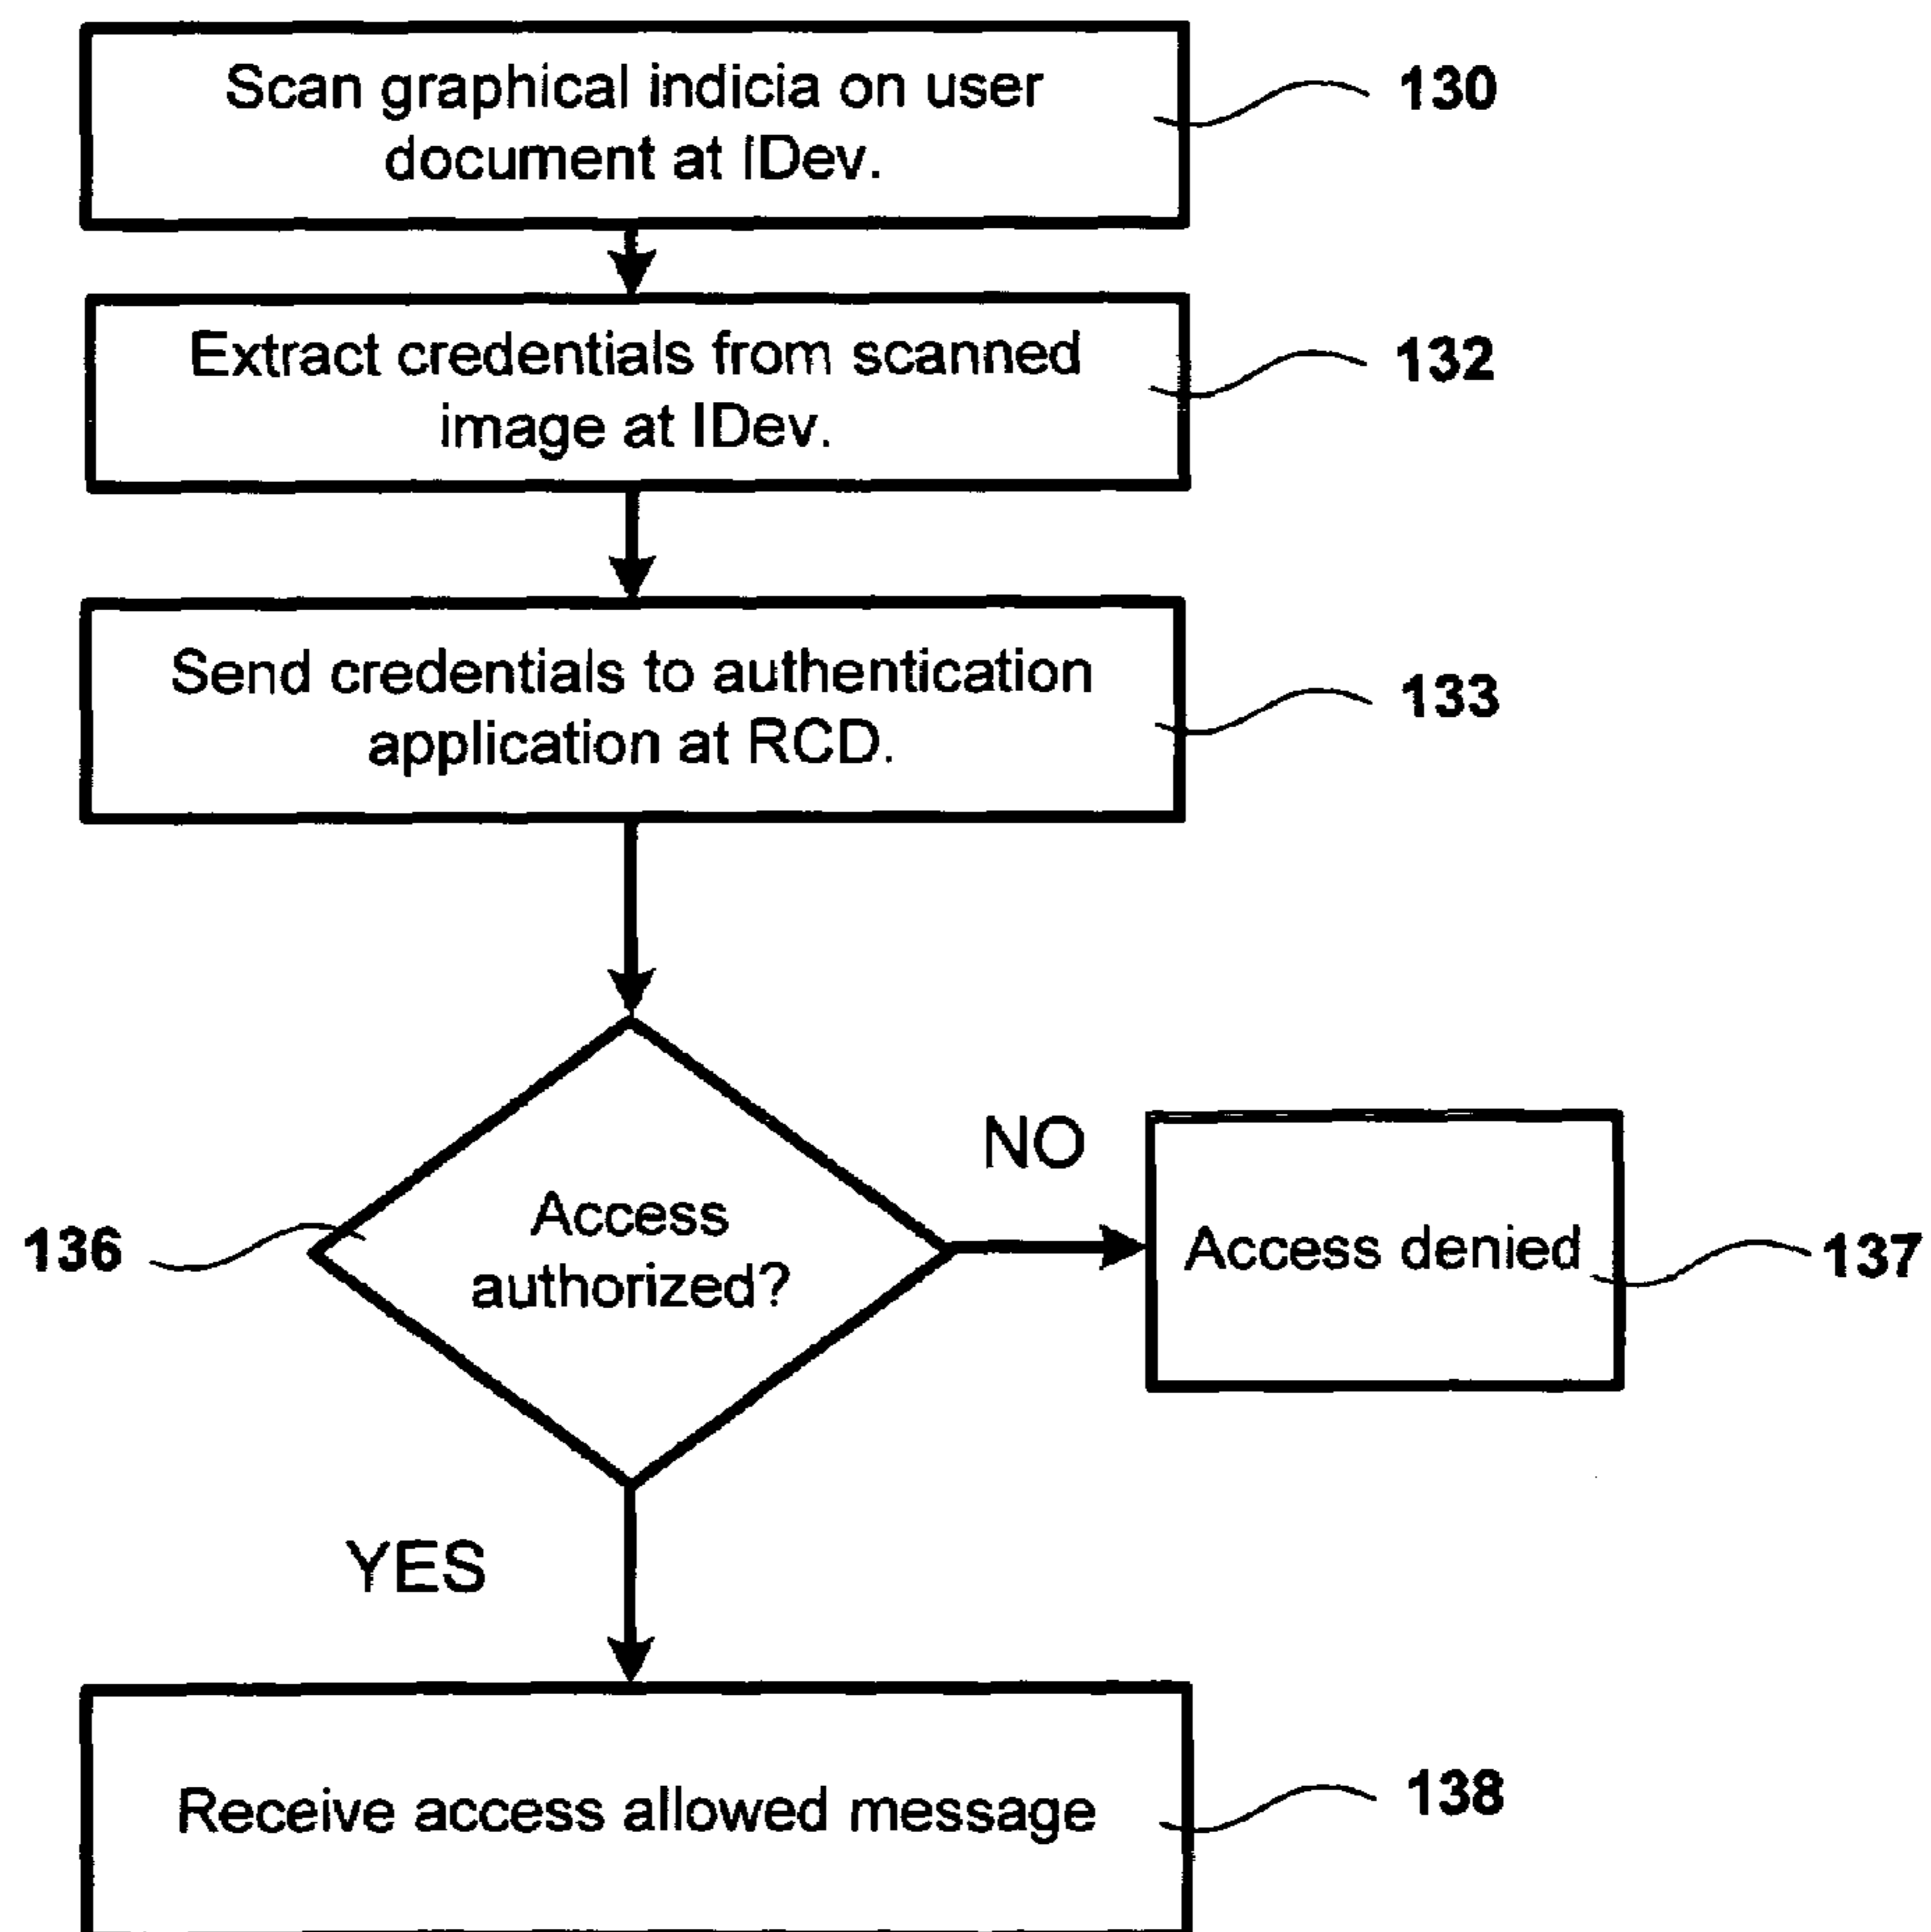 Scan graphical indicia on user
document at IDev.
130
Extract credentials from scanned
image at IDev.
132
Send credentials to authentication
application at RCD.
133
Access
authorized?
136
NO
Access denied
137
YES
Receive access allowed message
138